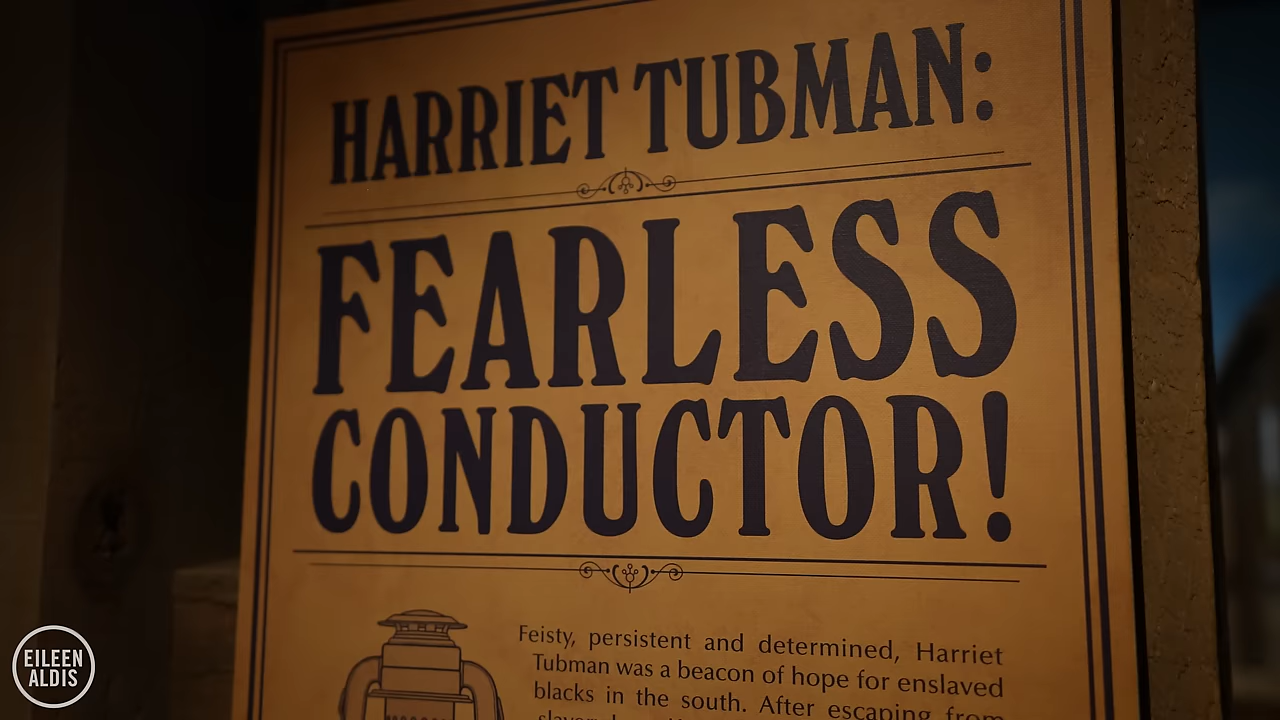 HARRIET TUBMAN:
FEARLESS
CONDUCTOR!
Feisty, persistent and determined, Harriet
Tubman was a beacon of hope for enslaved
blacks in the south. After escaping from
EILEEN
ALDIS